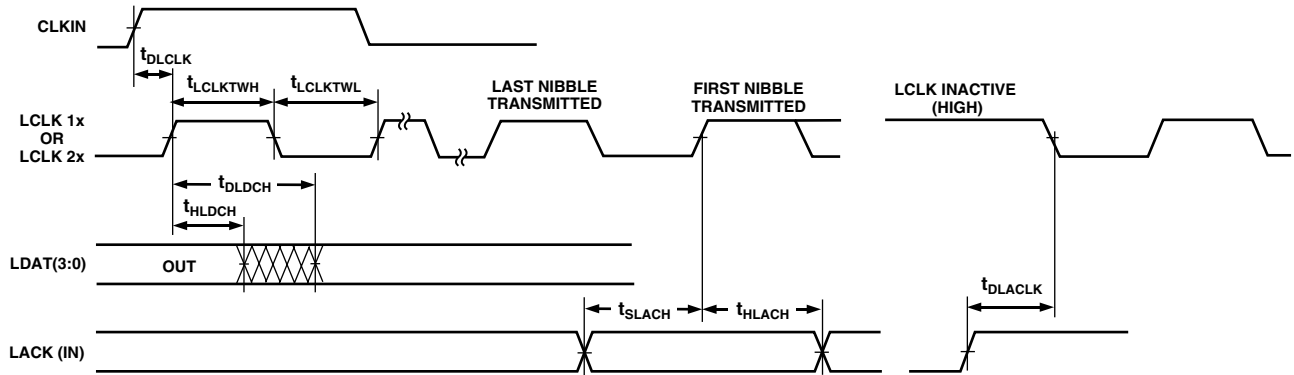 CLKIN
tDLCLK
tLCLKTWH
tLCLKTWL
LAST NIBBLE
TRANSMITTED
FIRST NIBBLE
TRANSMITTED
LCLK INACTIVE
(HIGH)
LCLK 1x
OR
LCLK 2x
tDLDCH
tHLDCH
LDAT(3:0)
OUT
tDLACLK
tSLACH
tHLACH
LACK (IN)